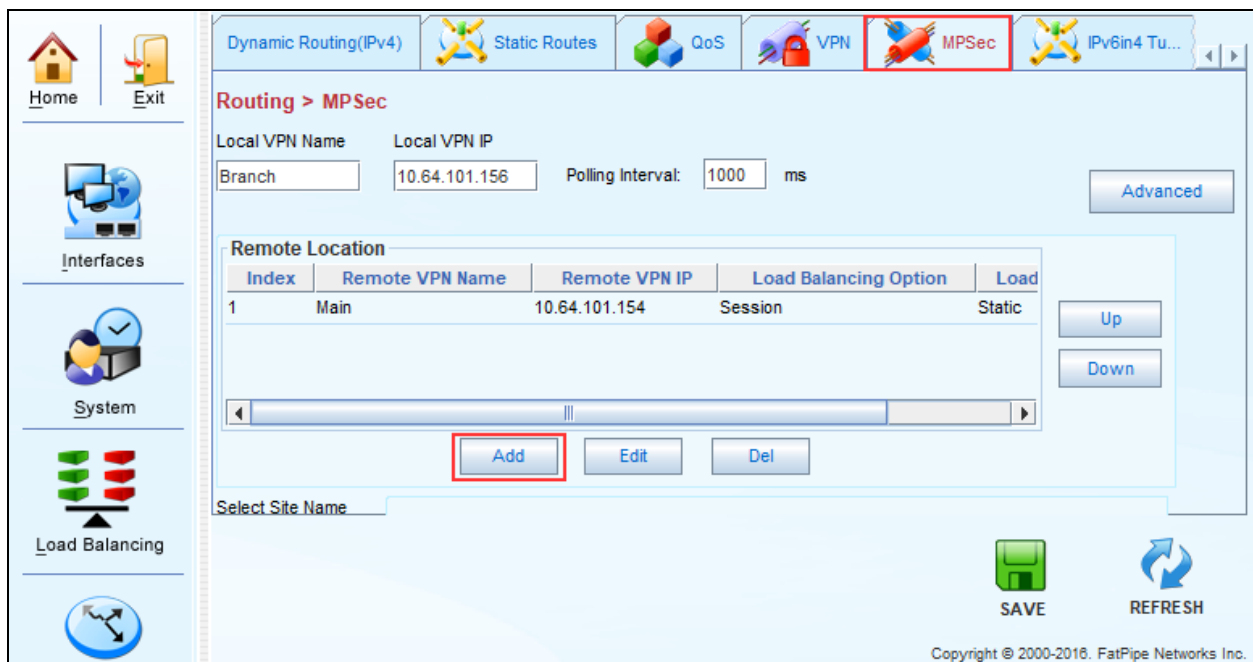 Dynamic Routing(IPv4)
Static Routes
QoS
VPN
MPSec
IPv6in4 Tu...
Home
Exit
Interfaces
System
Load Balancing
Routing > MPSec
Local VPN Name
Local VPN IP
Branch
10.64.101.156
Polling Interval:
1000
ms
Advanced
Remote Location
Index Remote VPN Name Remote VPN IP Load Balancing Option Load
1 Main 10.64.101.154 Session Static
Up
Down
Add
Edit
Del
Select Site Name
SAVE
REFRESH
Copyright © 2000-2016. FatPipe Networks Inc.